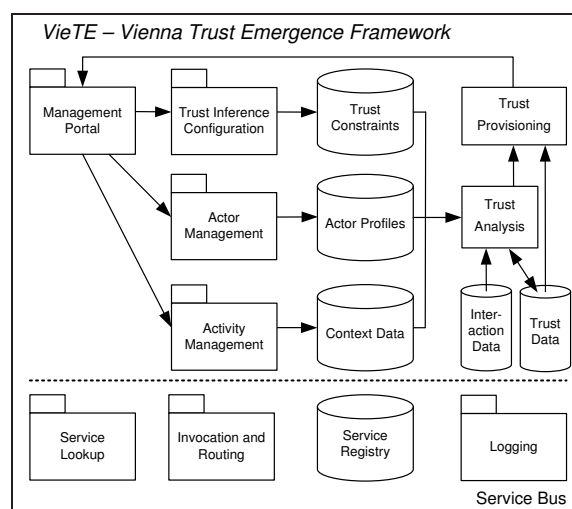 VieTE – Vienna Trust Emergence Framework
Management
Portal
Trust Inference
Configuration
Trust
Constraints
Trust
Provisioning
Actor
Management
Actor Profiles
Trust
Analysis
Activity
Management
Context Data
Inter-
action
Data
Trust
Data
Service
Lookup
Invocation and
Routing
Service
Registry
Logging
Service Bus